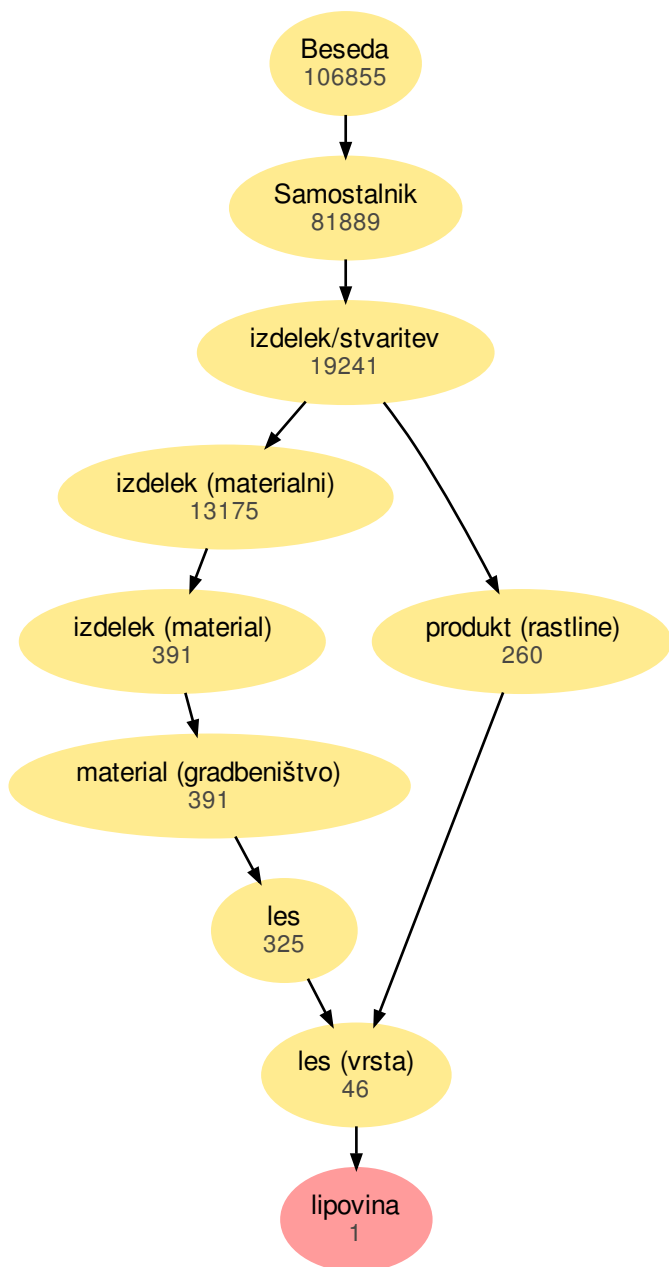 Beseda
106855
Samostalnik
81889
izdelek/stvaritev
19241
izdelek (materialni)
13175
izdelek (material)
391
produkt (rastline)
260
material (gradbeništvo)
391
les
325
les (vrsta)
46
lipovina
1